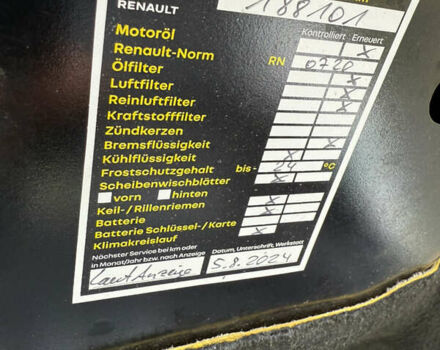 RENAULT 188101
Kontrolliert Erneuert
Motoröl X
Renault-Norm RN 0720
Ölfilter X
Luftfilter X
Reinluftfilter X
Kraftstofffilter
Zündkerzen
Bremsflüssigkeit X
Kühlflüssigkeit X
Frostschutzgehalt bis - °C
Scheibenwischblätter X
vorn hinten
Keil-/Rillenriemen X
Batterie X
Batterie Schlüssel-/Karte
Klimakreislauf X
Nächster Service bei km oder
in Monat/Jahr bzw. nach Anzeige
Datum, Unterschrift, Werkstatt
Laut Anzeige 5.8.2024